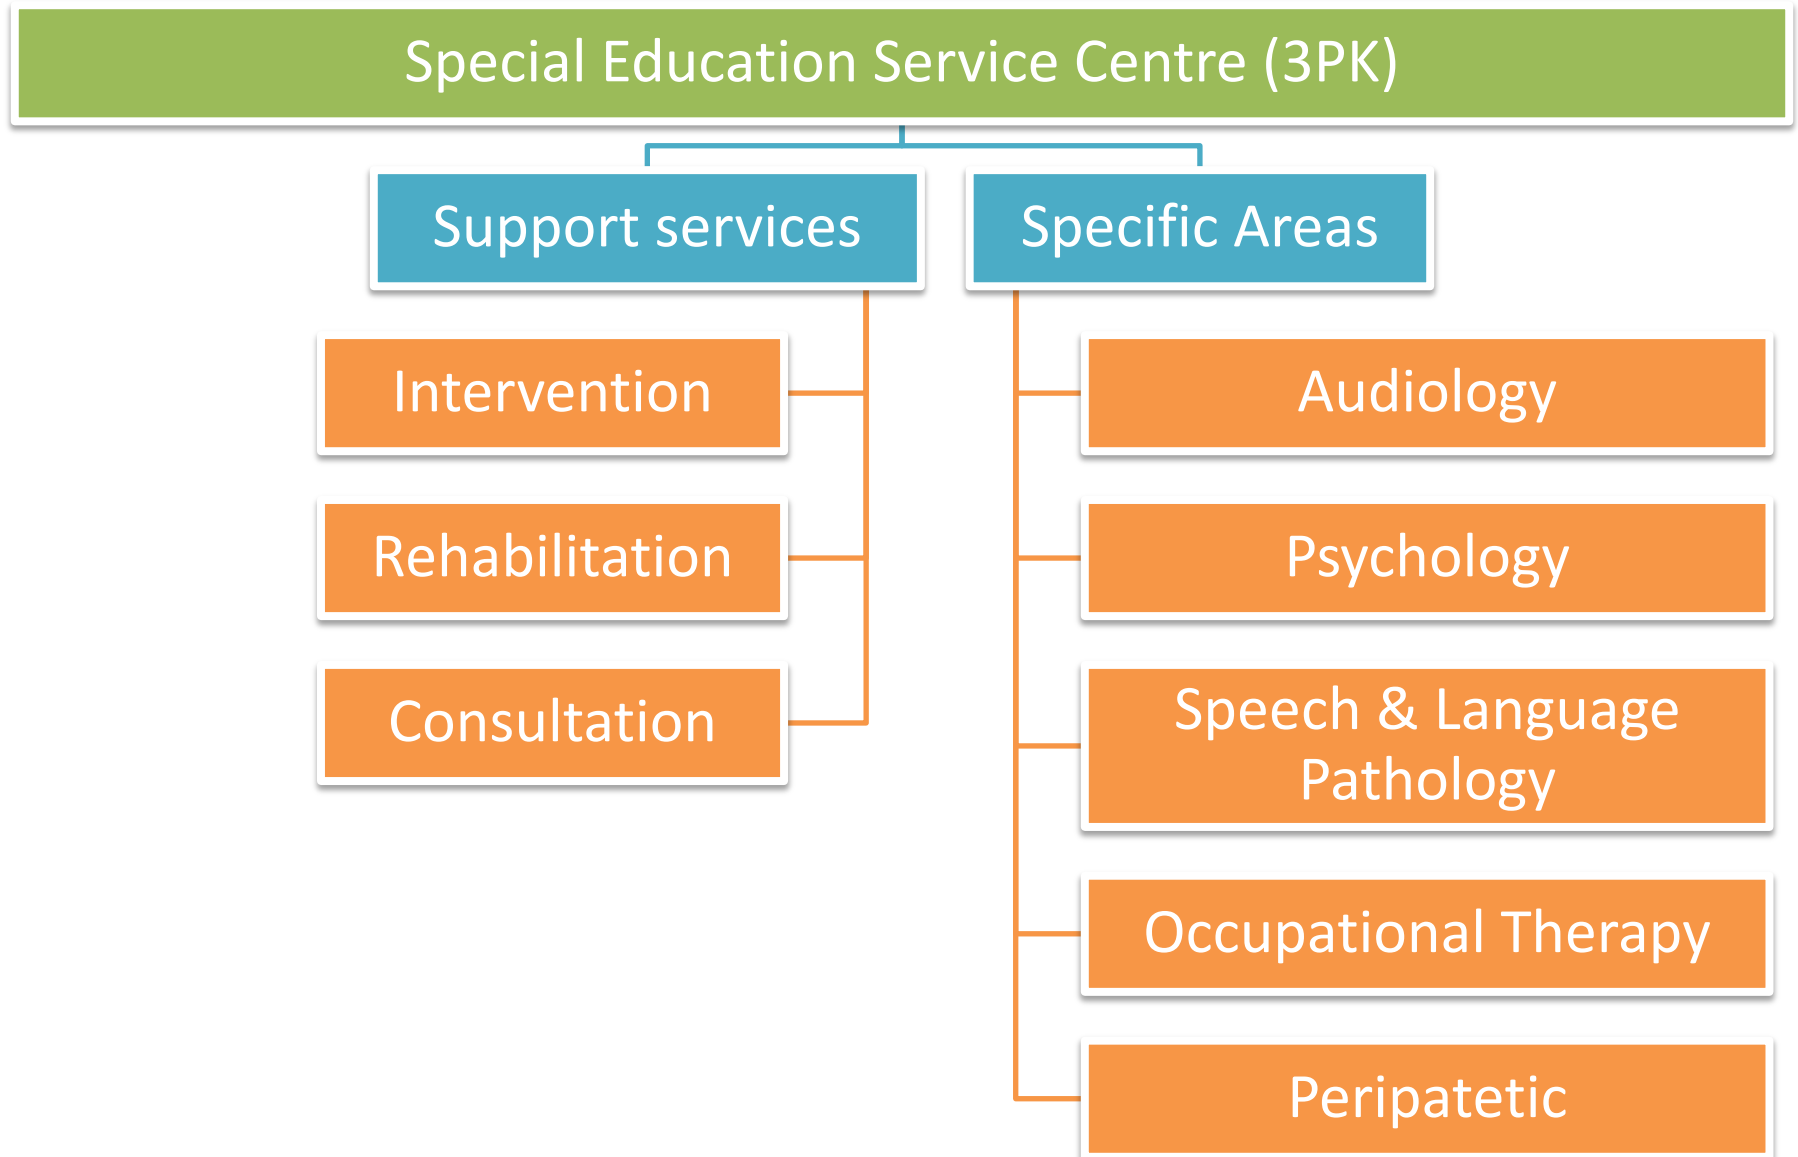 Special Education Service Centre (3PK)
Support services
Specific Areas
Intervention
Rehabilitation
Consultation
Audiology
Psychology
Speech & Language
Pathology
Occupational Therapy
Peripatetic